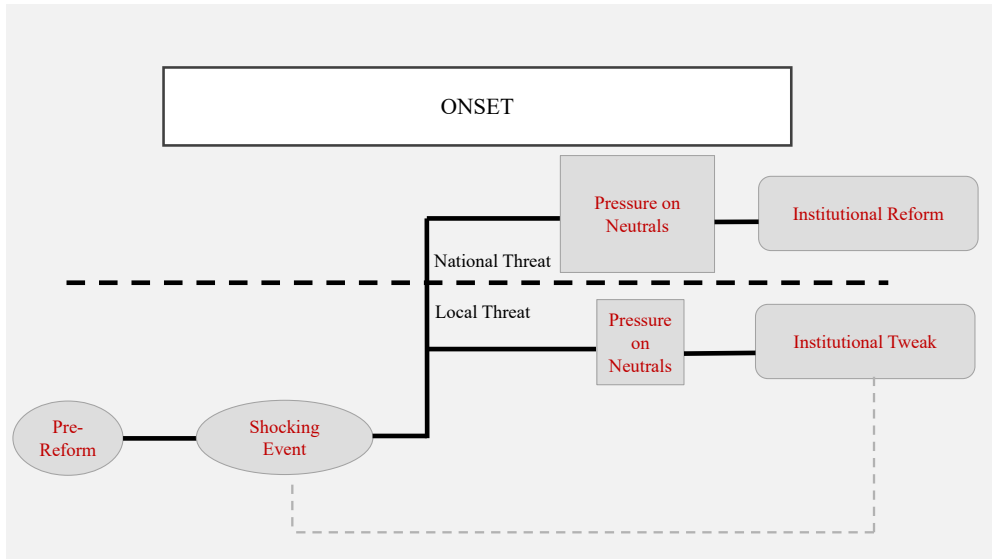 ONSET
Pressure on
Neutrals
Institutional Reform
National Threat
Local Threat
Pressure
on
Neutrals
Institutional Tweak
Pre-
Reform
Shocking
Event